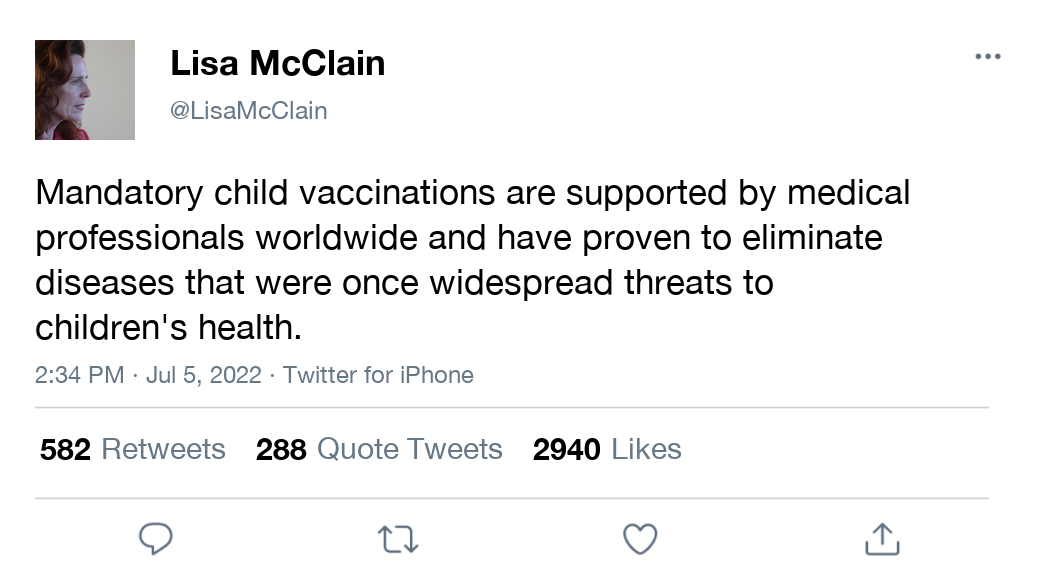 Lisa McClain
@LisaMcClain
Mandatory child vaccinations are supported by medical
professionals worldwide and have proven to eliminate
diseases that were once widespread threats to
children's health.
2:34 PM · Jul 5, 2022 · Twitter for iPhone
582 Retweets 288 Quote Tweets 2940 Likes